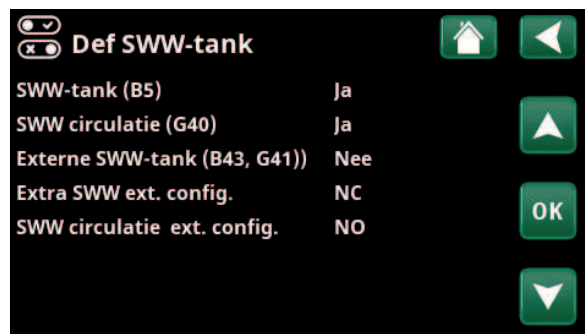 Def SWW-tank
SWW-tank (B5) Ja
SWW circulatie (G40) Ja
Externe SWW-tank (B43, G41)) Nee
Extra SWW ext. config. NC
SWW circulatie ext. config. NO
OK